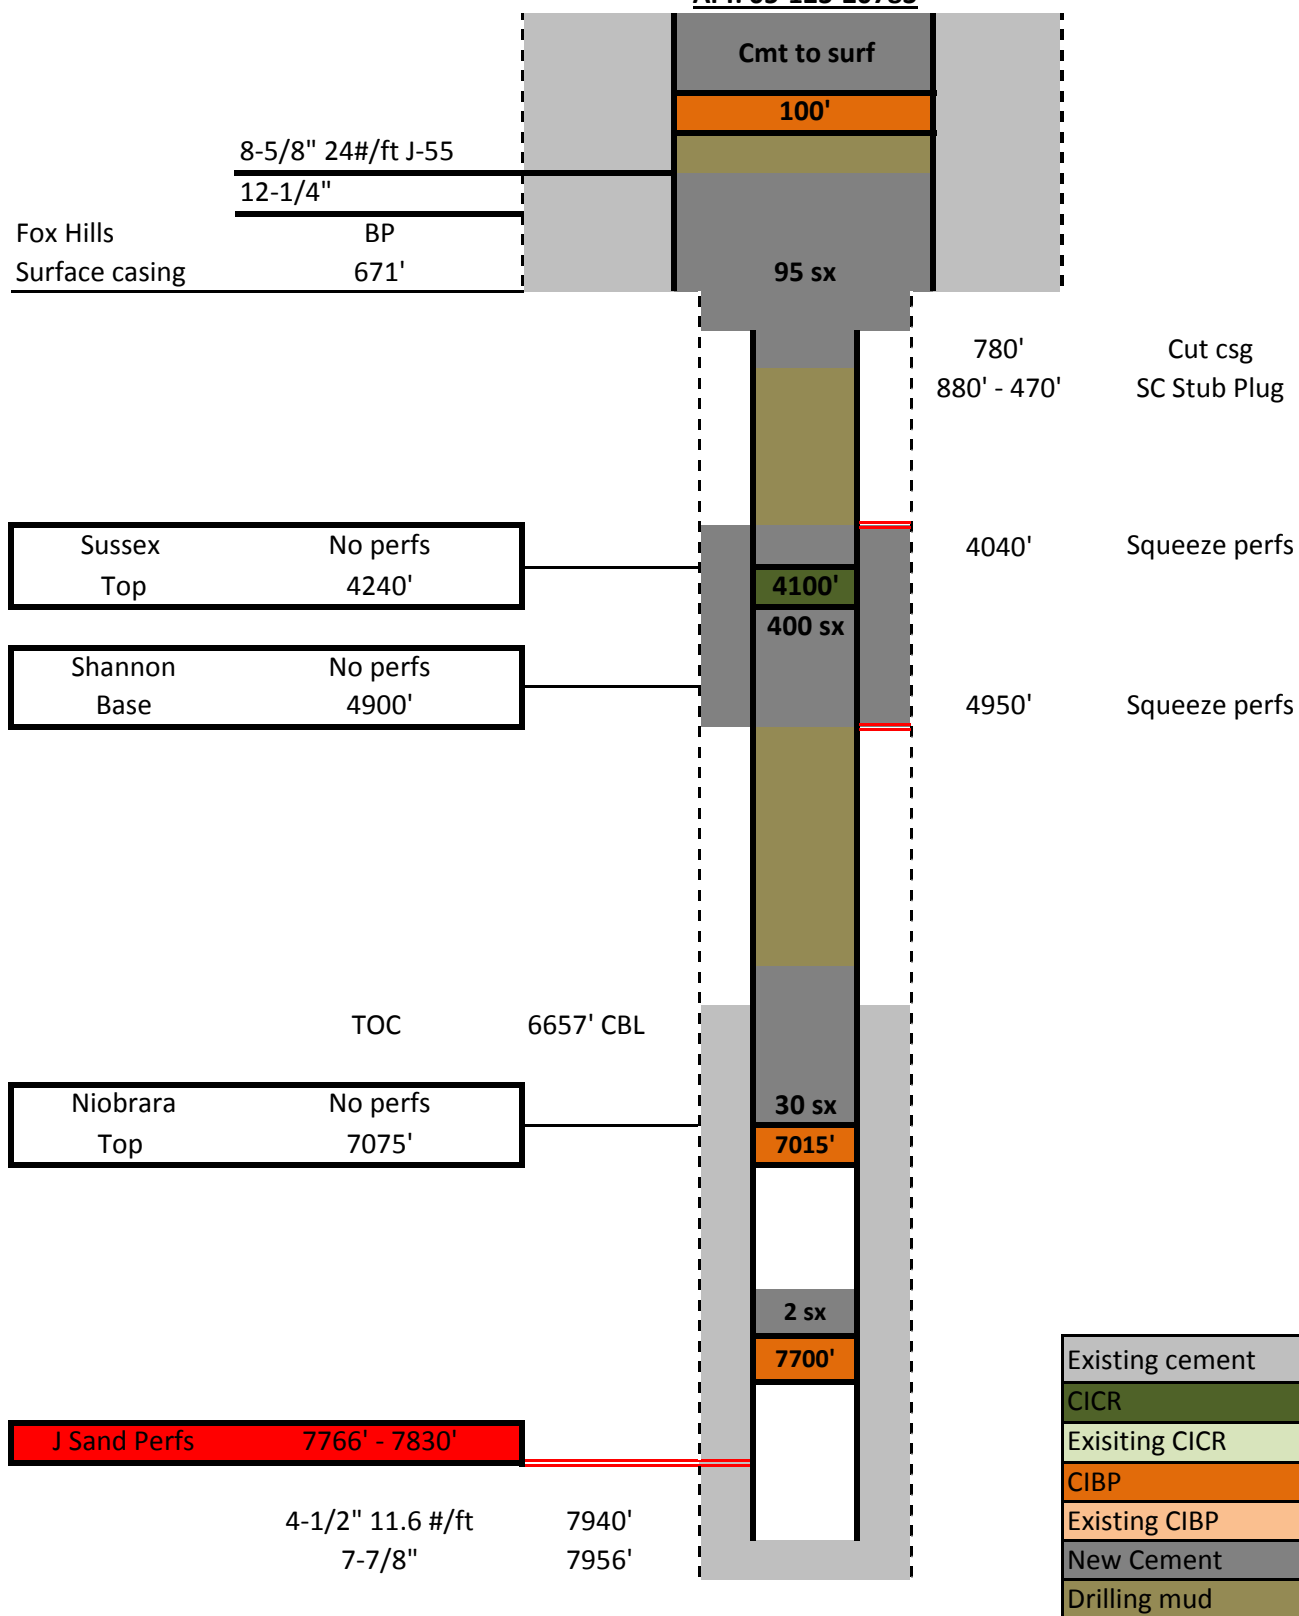 Cmt to surf
100'
8-5/8" 24#/ft J-55
12-1/4"
Fox Hills BP
Surface casing 671'
95 sx
780' Cut csg
880' - 470' SC Stub Plug
Sussex No perfs
Top 4240'
4040' Squeeze perfs
4100'
400 sx
Shannon No perfs
Base 4900'
4950' Squeeze perfs
TOC 6657' CBL
Niobrara No perfs
Top 7075'
30 sx
7015'
2 sx
7700'
J Sand Perfs 7766' - 7830'
4-1/2" 11.6 #/ft 7940'
7-7/8" 7956'
Existing cement
CICR
Exisiting CICR
CIBP
Existing CIBP
New Cement
Drilling mud